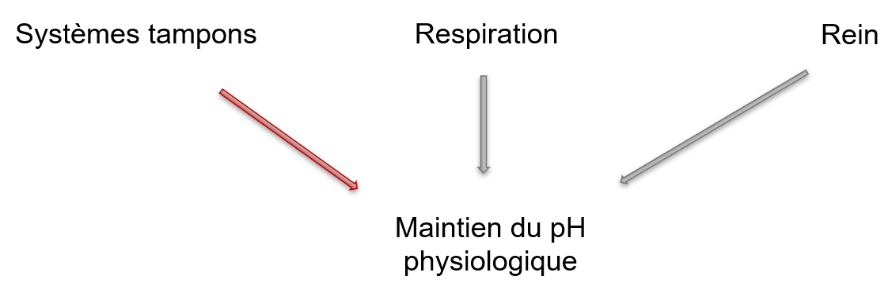 Systèmes tampons
Respiration
Rein
Maintien du pH
physiologique